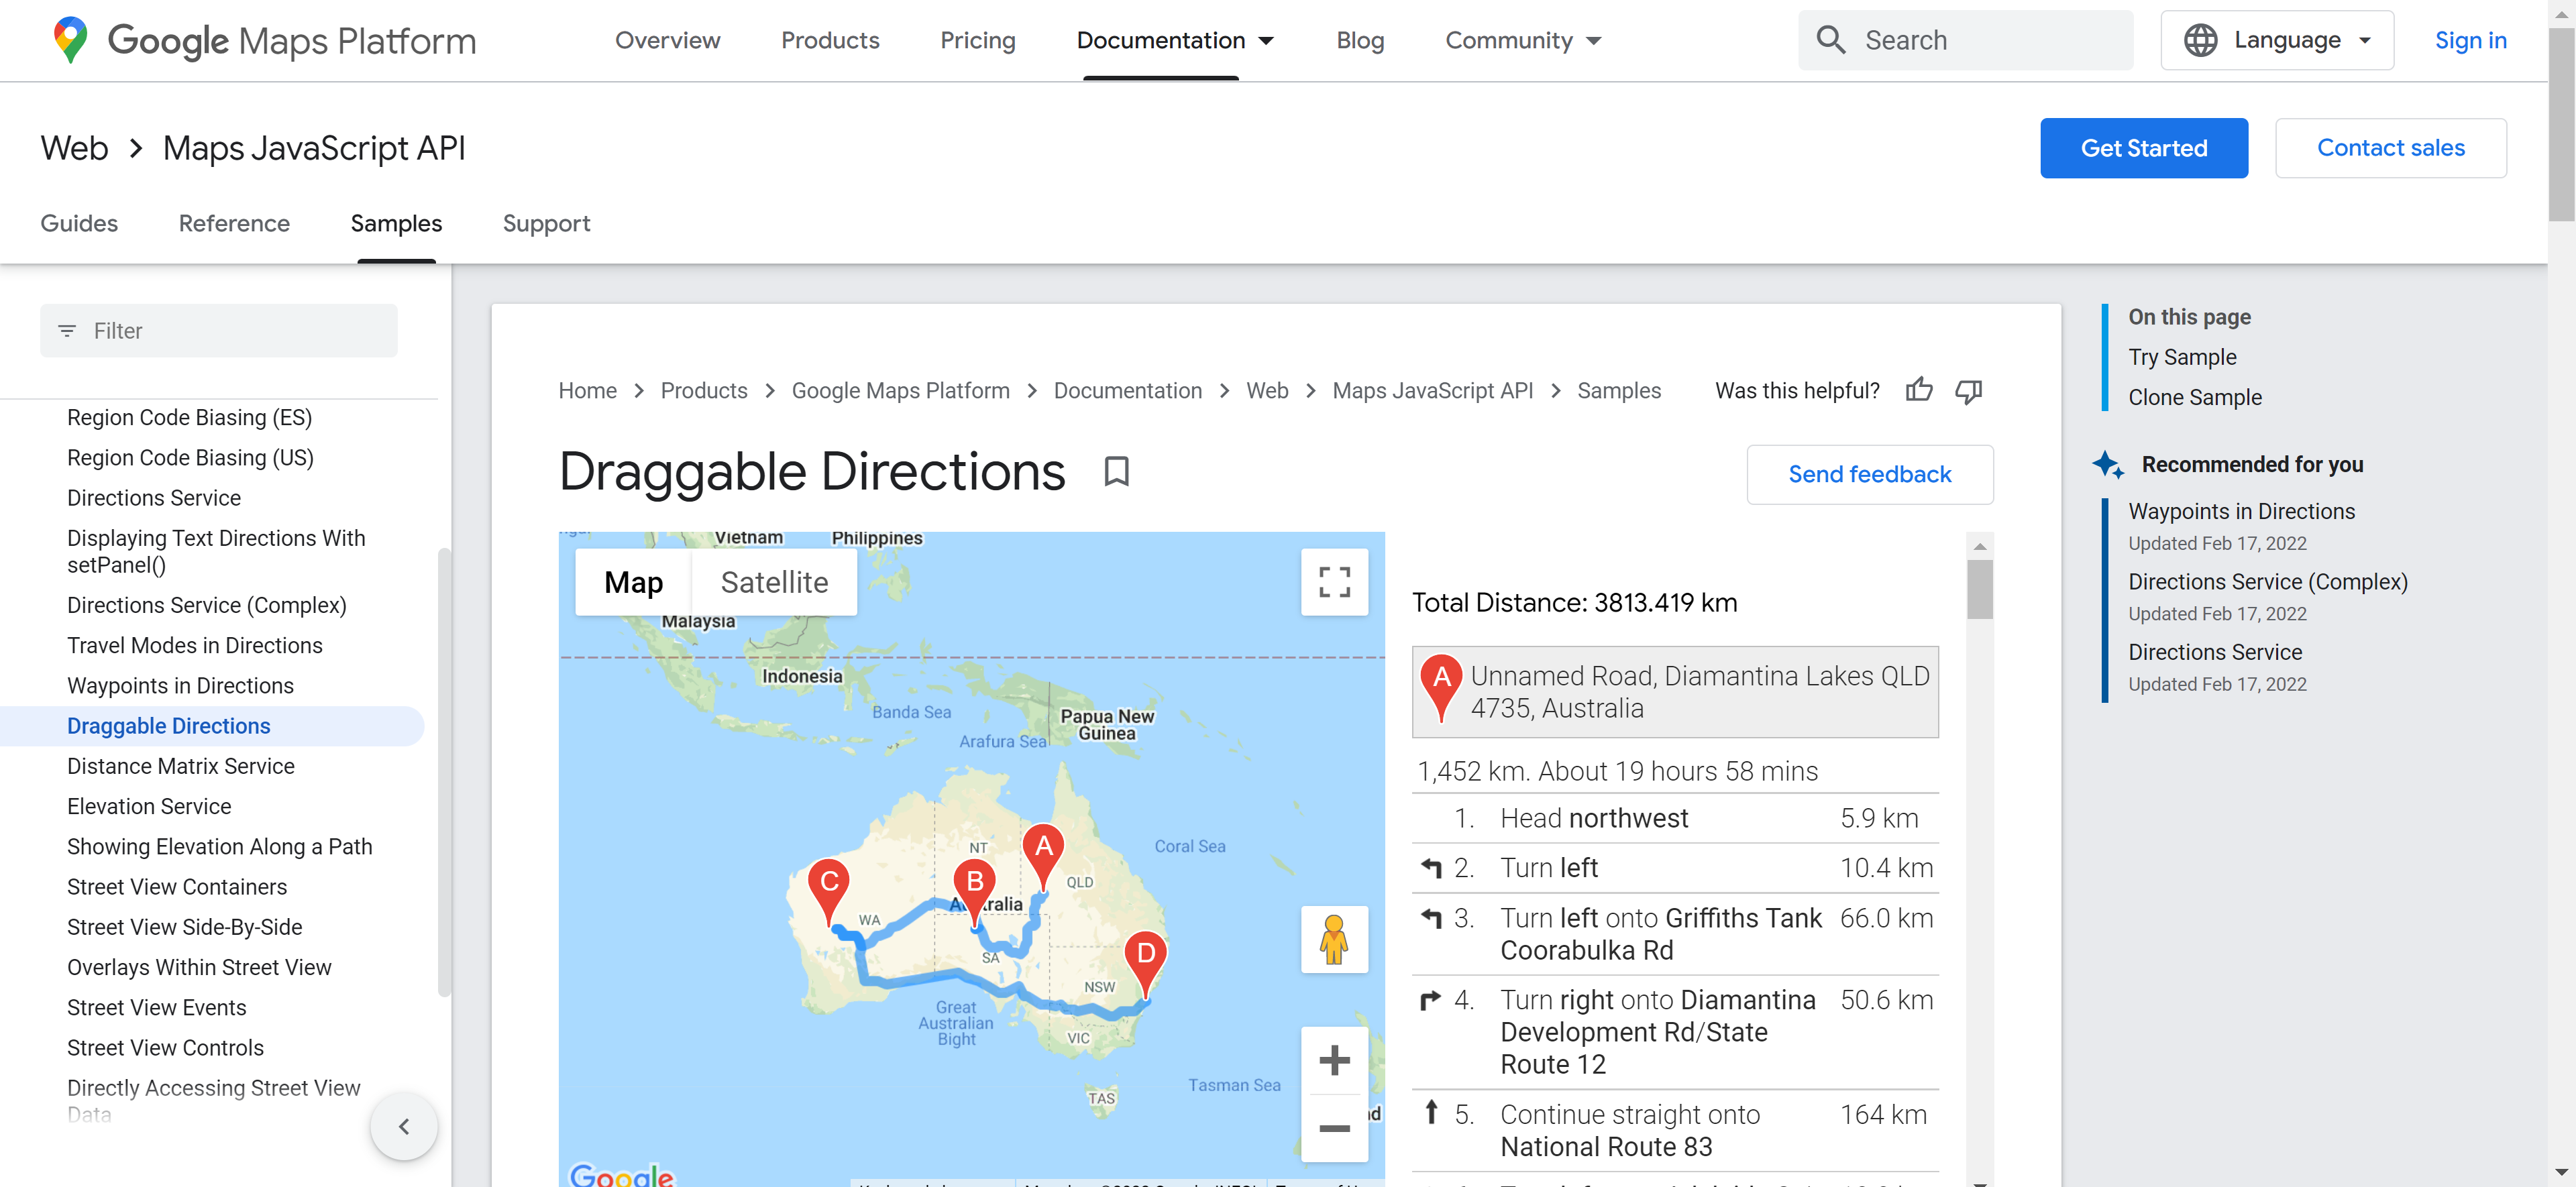 Google Maps Platform
Overview
Products
Pricing
Documentation
Blog
Community
Search
Language
Sign in
Web
Maps JavaScript API
Get Started
Contact sales
Guides
Reference
Samples
Support
Filter
Region Code Biasing (ES)
Region Code Biasing (US)
Directions Service
Displaying Text Directions With
setPanel()
Directions Service (Complex)
Travel Modes in Directions
Waypoints in Directions
Draggable Directions
Distance Matrix Service
Elevation Service
Showing Elevation Along a Path
Street View Containers
Street View Side-By-Side
Overlays Within Street View
Street View Events
Street View Controls
Directly Accessing Street View
Data
Home
Products
Google Maps Platform
Documentation
Web
Maps JavaScript API
Samples
Was this helpful?
Draggable Directions
Send feedback
Vietnam
Philippines
Map
Satellite
Malaysia
Indonesia
Banda Sea
Papua New
Guinea
Arafura Sea
Coral Sea
NT
A
QLD
C
B
Australia
WA
D
SA
NSW
Great
Australian
Bight
VIC
Tasman Sea
TAS
Google
Total Distance: 3813.419 km
A
Unnamed Road, Diamantina Lakes QLD
4735, Australia
1,452 km. About 19 hours 58 mins
1. Head northwest 5.9 km
2. Turn left 10.4 km
3. Turn left onto Griffiths Tank 66.0 km
Coorabulka Rd
4. Turn right onto Diamantina 50.6 km
Development Rd/State
Route 12
5. Continue straight onto 164 km
National Route 83
On this page
Try Sample
Clone Sample
Recommended for you
Waypoints in Directions
Updated Feb 17, 2022
Directions Service (Complex)
Updated Feb 17, 2022
Directions Service
Updated Feb 17, 2022